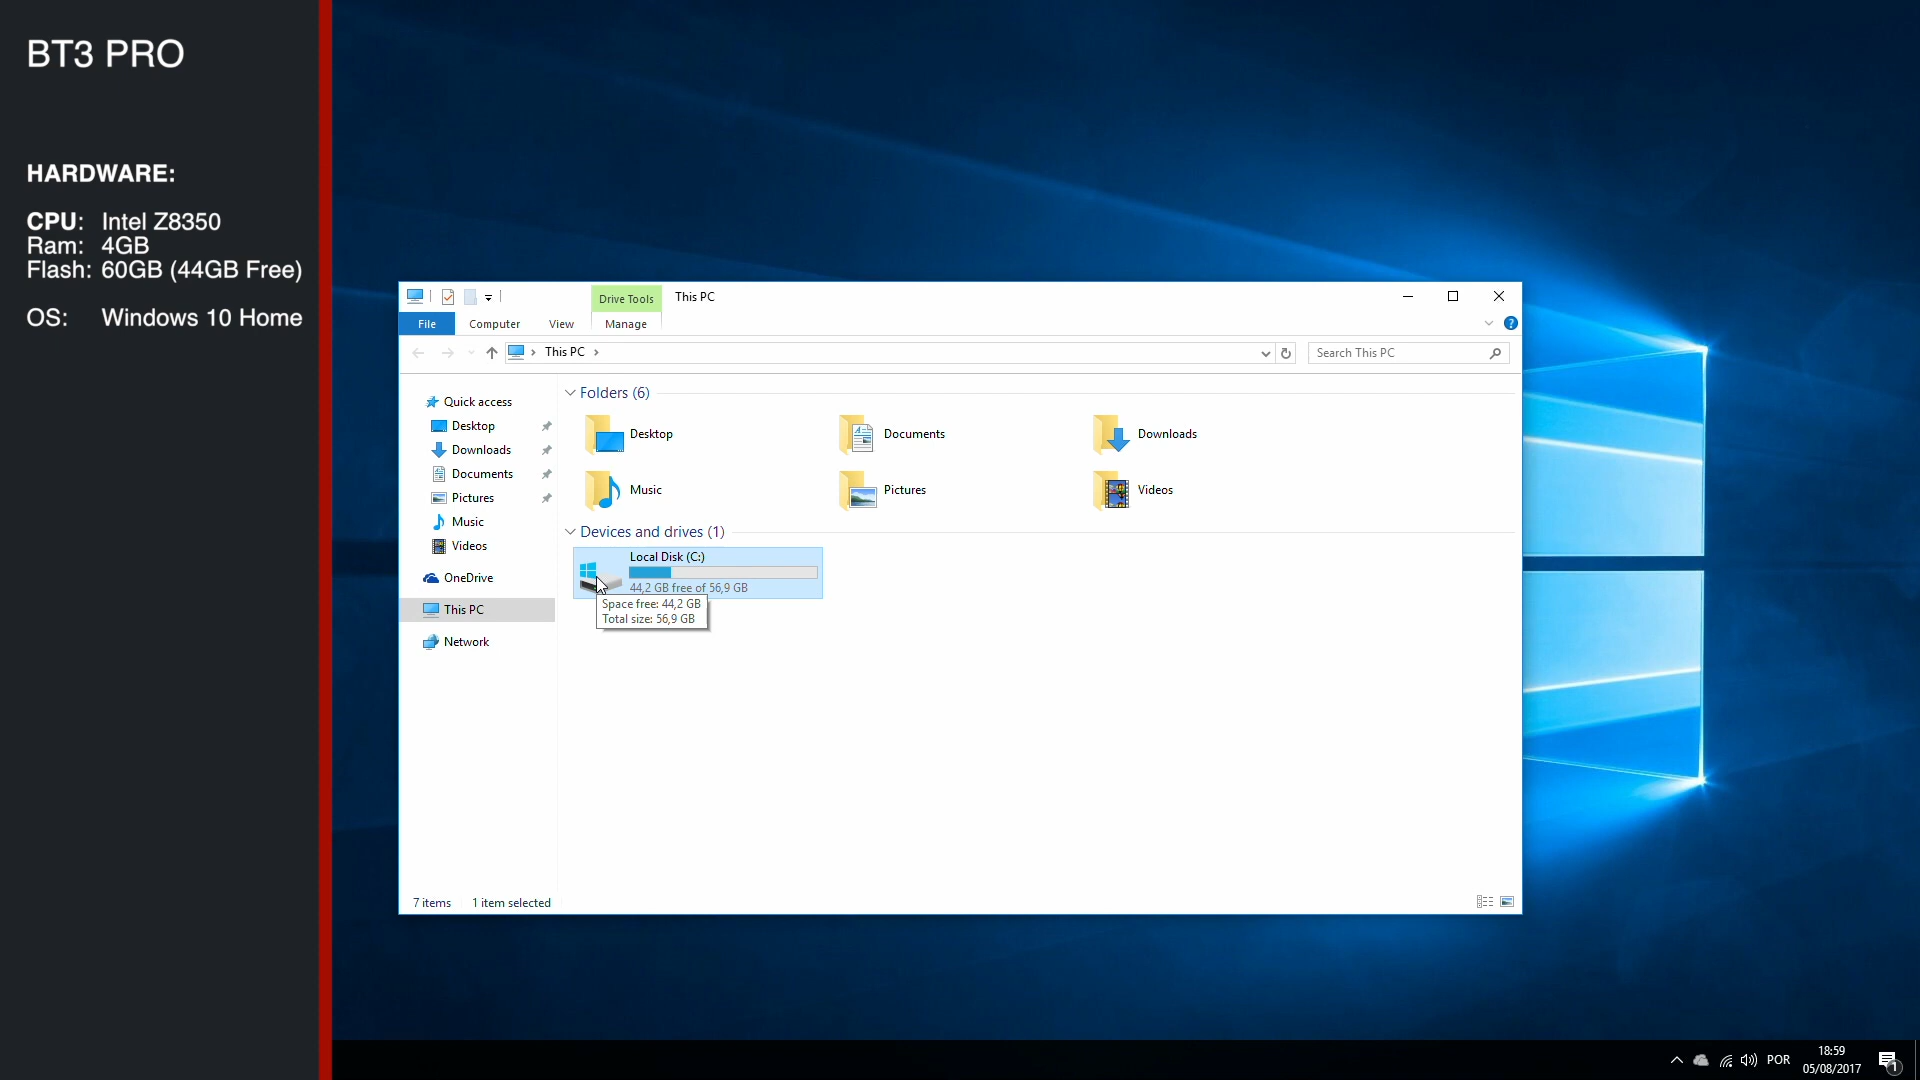 BT3 PRO
HARDWARE:
CPU: Intel Z8350
Ram: 4GB
Flash: 60GB (44GB Free)
OS: Windows 10 Home
Drive Tools
This PC
File
Computer
View
Manage
This PC
Search This PC
Quick access
Desktop
Downloads
Documents
Pictures
Music
Videos
OneDrive
This PC
Network
Folders (6)
Desktop
Documents
Downloads
Music
Pictures
Videos
Devices and drives (1)
Local Disk (C:)
44,2 GB free of 56,9 GB
Space free: 44,2 GB
Total size: 56,9 GB
7 items
1 item selected
POR
18:59
05/08/2017
1